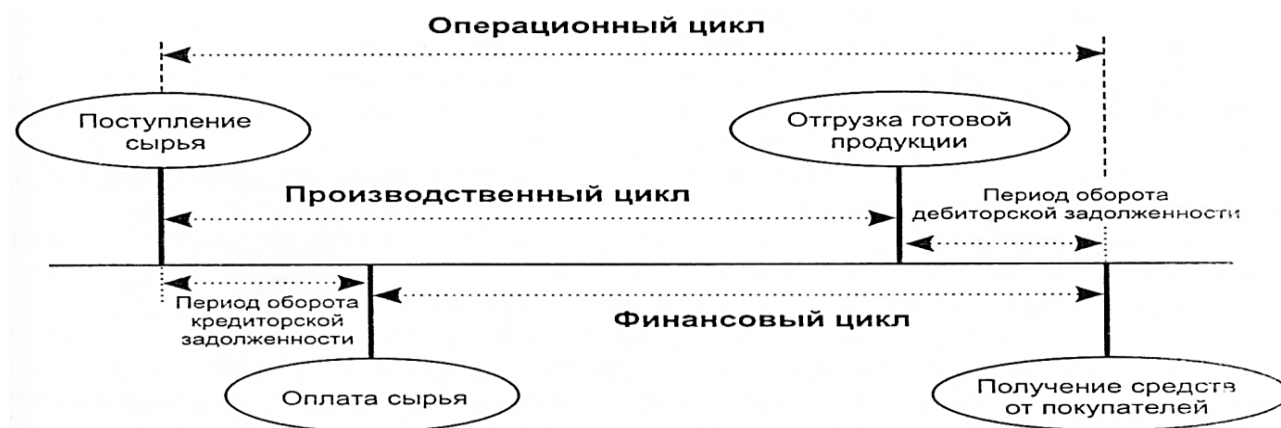 Операционный цикл
Поступление
сырья
Отгрузка готовой
продукции
Производственный цикл
Период оборота
дебиторской задолженности
Период оборота
кредиторской
задолженности
Финансовый цикл
Оплата сырья
Получение средств
от покупателей